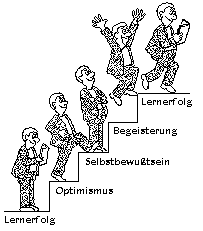 Lernerfolg
Begeisterung
Selbstbewußtsein
Optimismus
Lernerfolg